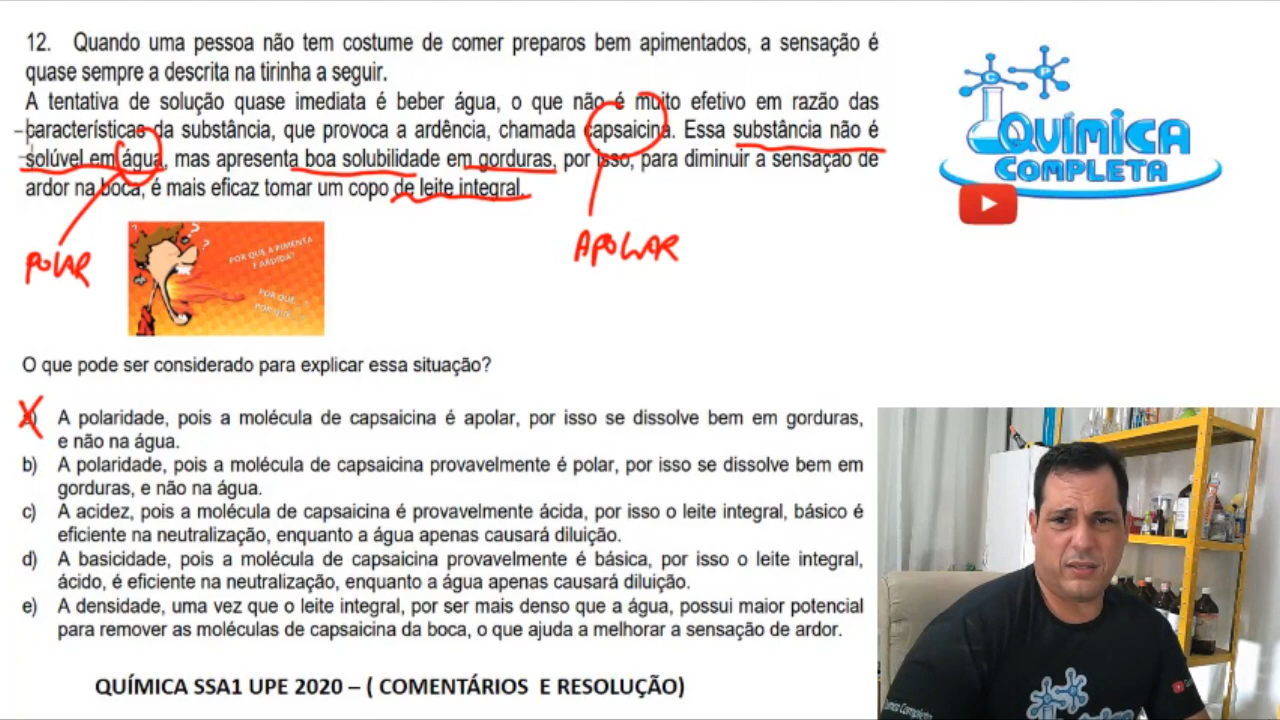 12. Quando uma pessoa não tem costume de comer preparos bem apimentados, a sensação é
quase sempre a descrita na tirinha a seguir.
A tentativa de solução quase imediata é beber água, o que não é muito efetivo em razão das
características da substância, que provoca a ardência, chamada capsaicina. Essa substância não é
solúvel em água, mas apresenta boa solubilidade em gorduras, por isso, para diminuir a sensação de
ardor na boca, é mais eficaz tomar um copo de leite integral.
POLAR
APOLAR
POR QUE A PIMENTA
É ARDIDA?
POR QUE...?
POR QUE...?
? ? ?
O que pode ser considerado para explicar essa situação?
a) A polaridade, pois a molécula de capsaicina é apolar, por isso se dissolve bem em gorduras,
e não na água.
b) A polaridade, pois a molécula de capsaicina provavelmente é polar, por isso se dissolve bem em
gorduras, e não na água.
c) A acidez, pois a molécula de capsaicina é provavelmente ácida, por isso o leite integral, básico é
eficiente na neutralização, enquanto a água apenas causará diluição.
d) A basicidade, pois a molécula de capsaicina provavelmente é básica, por isso o leite integral,
ácido, é eficiente na neutralização, enquanto a água apenas causará diluição.
e) A densidade, uma vez que o leite integral, por ser mais denso que a água, possui maior potencial
para remover as moléculas de capsaicina da boca, o que ajuda a melhorar a sensação de ardor.
QUÍMICA SSA1 UPE 2020 – ( COMENTÁRIOS E RESOLUÇÃO)
C P
QUÍMICA
COMPLETA